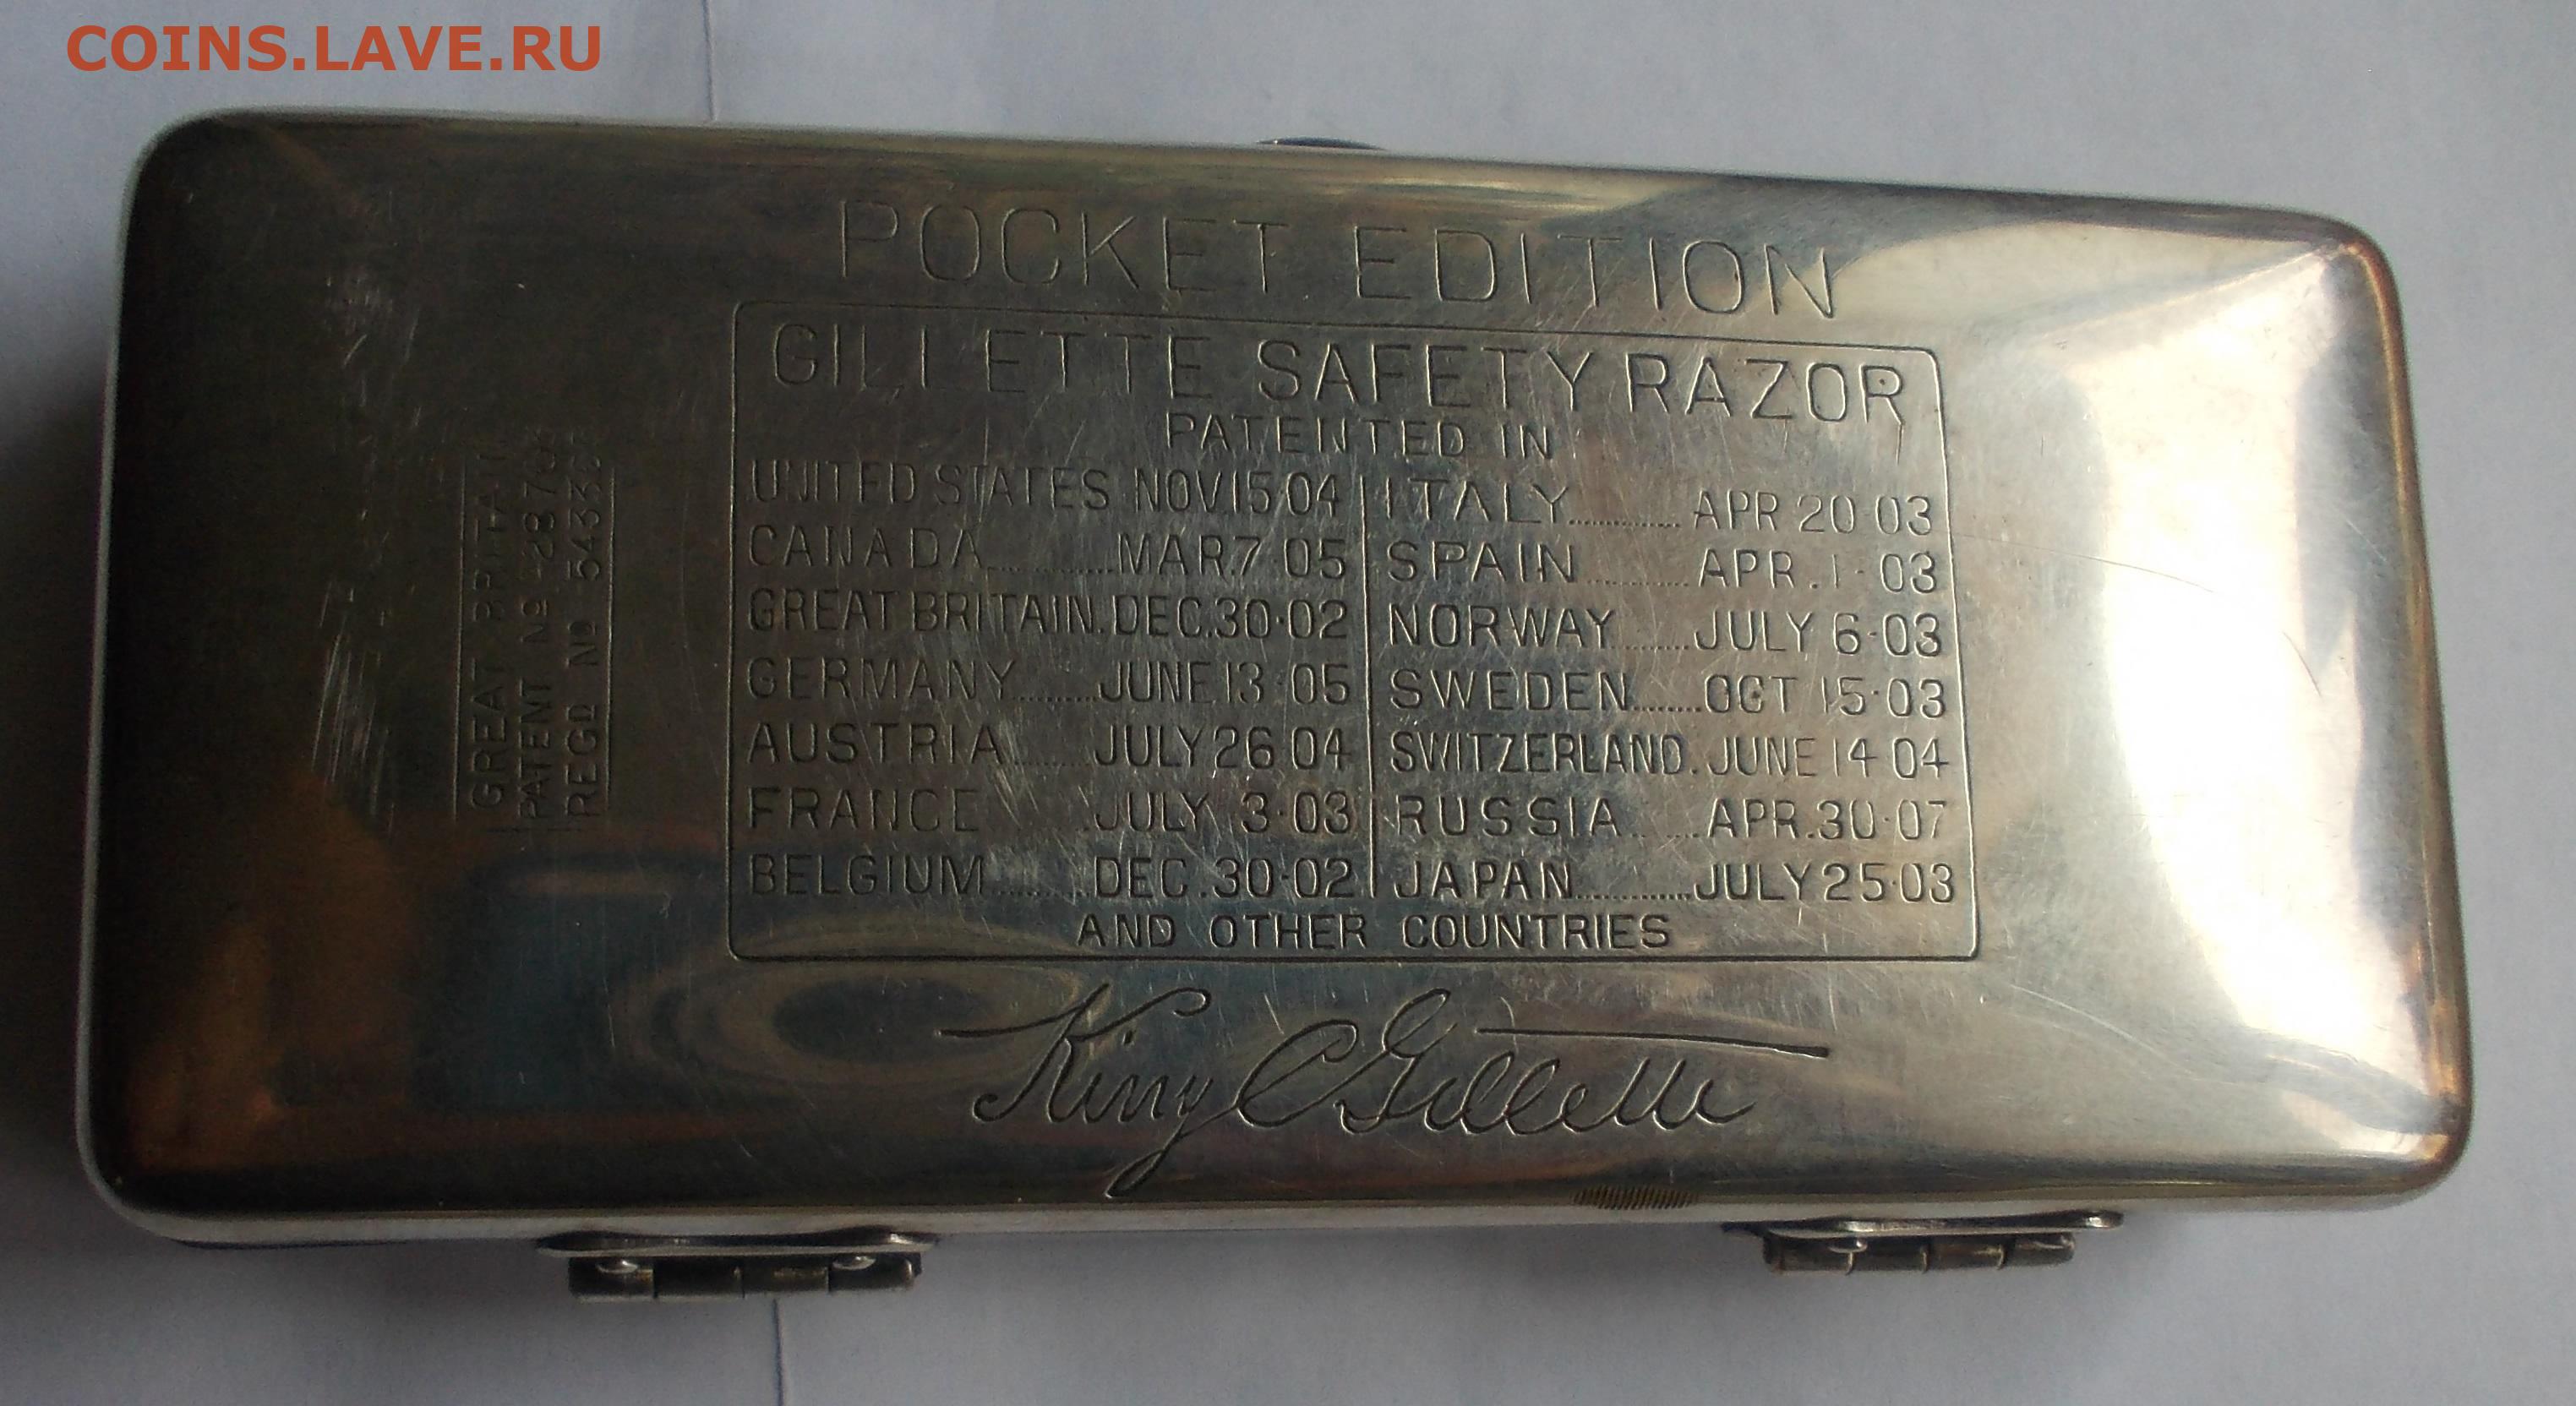 COINS.LAVE.RU
POCKET EDITION
GILLETTE SAFETY RAZOR
PATENTED IN
UNITED STATES NOV 15 04 ITALY APR 20 03
CANADA MAR 7 05 SPAIN APR. 1 - 03
GREAT BRITAIN. DEC. 30-02 NORWAY JULY 6-03
GERMANY JUNE 13 05 SWEDEN OCT 15-03
AUSTRIA JULY 26 04 SWITZERLAND. JUNE 14 04
FRANCE JULY 3-03 RUSSIA APR. 30-07
BELGIUM DEC. 30-02 JAPAN JULY 25-03
AND OTHER COUNTRIES
King C Gillette
GREAT BRITAIN
PATENT No
REGD No